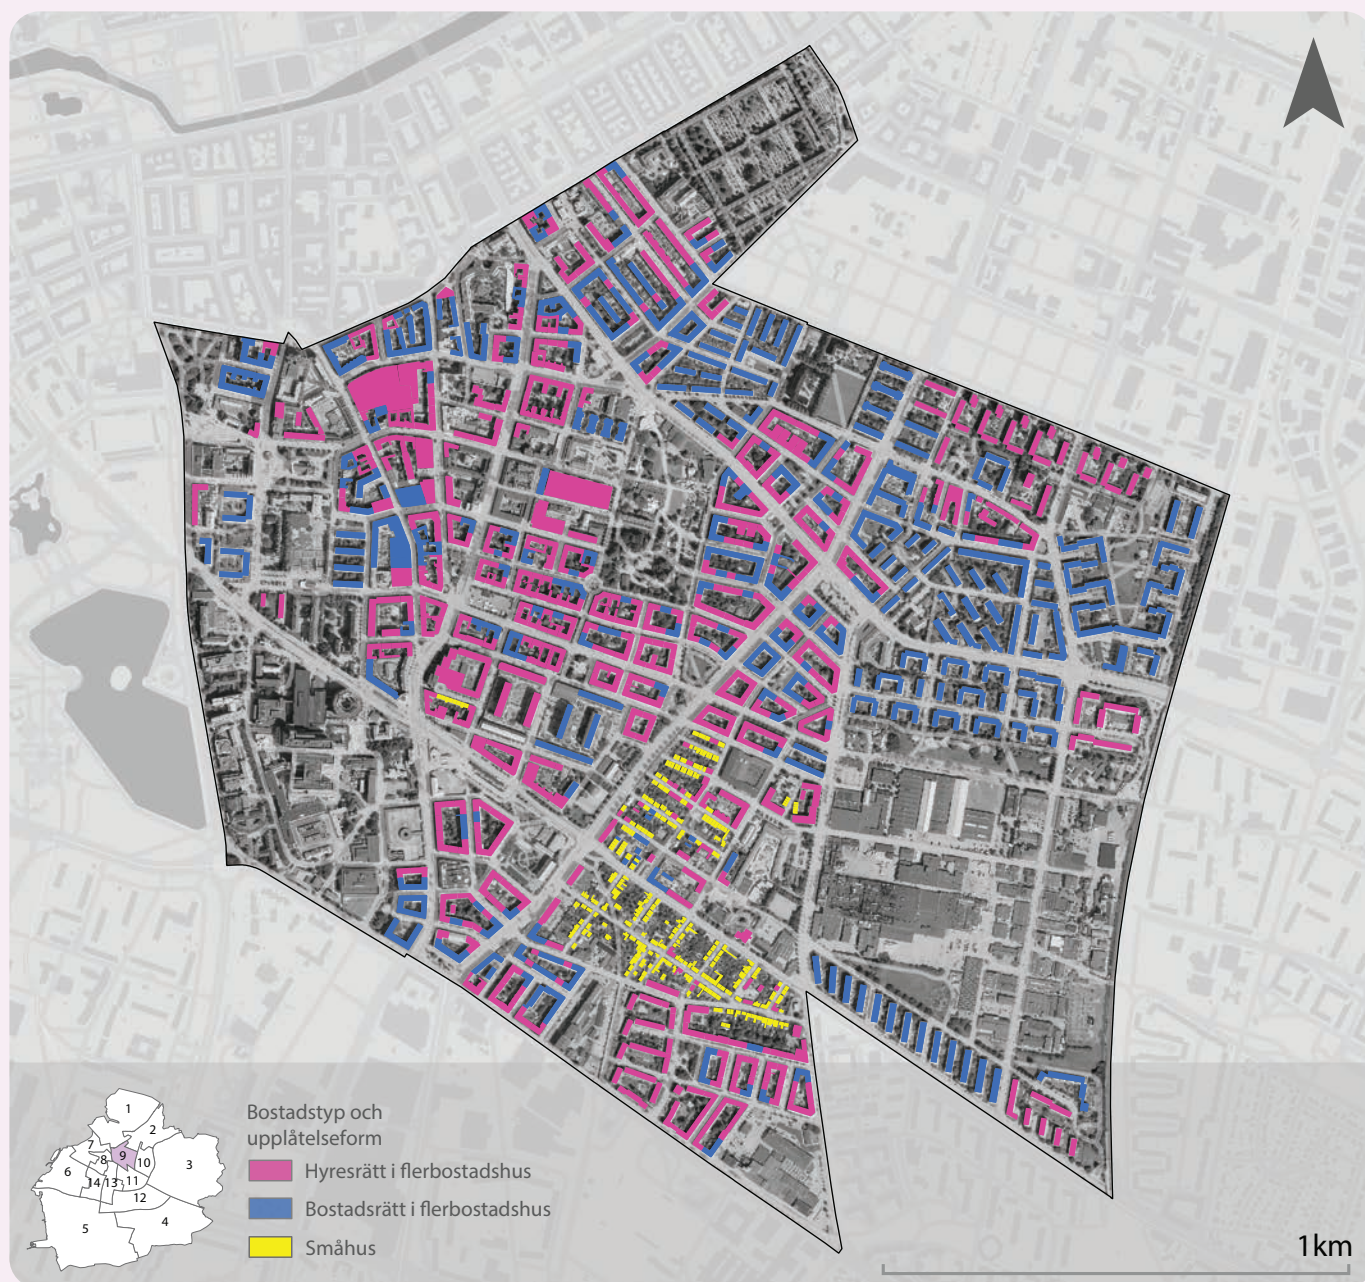 1
2
7
9
8
10
3
6
14
13
11
12
5
4
Bostadstyp och
upplåtelseform
Hyresrätt i flerbostadshus
Bostadsrätt i flerbostadshus
Småhus
1km